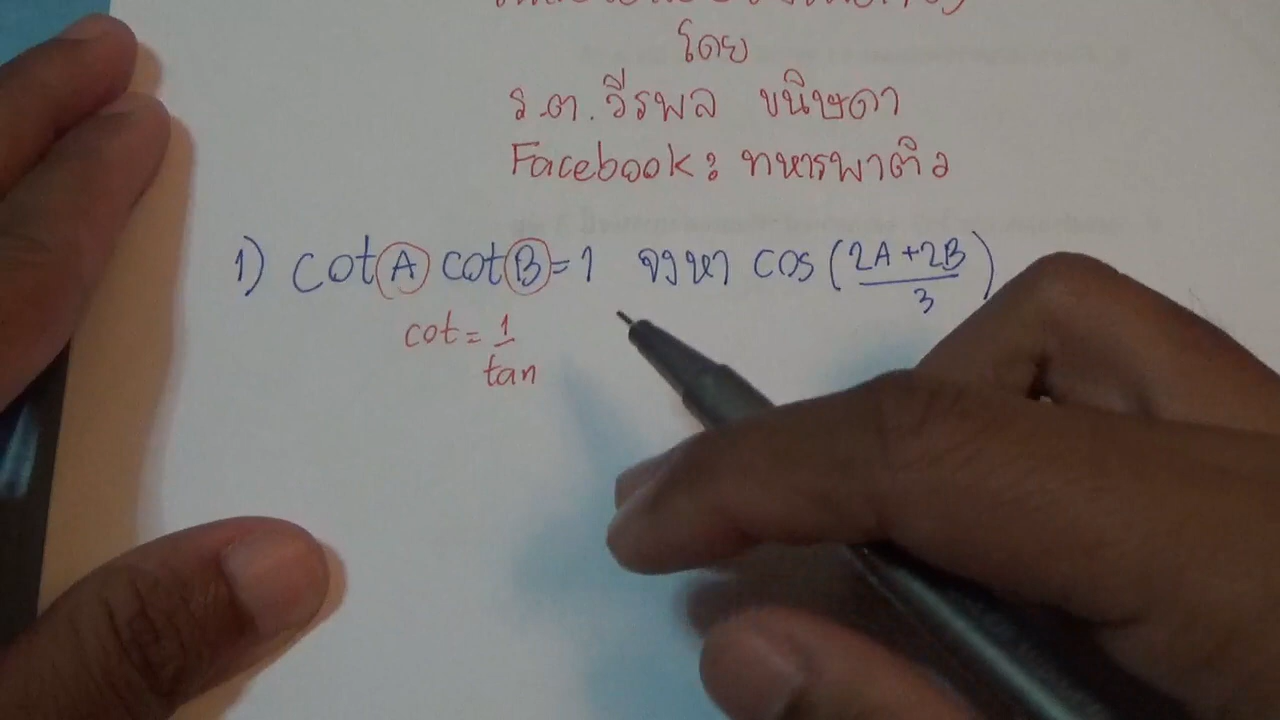 โดย
ร.ต.วีรพล ขนิษดา
Facebook: ทหารพาติว
1) cot A cot B = 1 จงหา cos (2A+2B/3)
cot = 1/tan